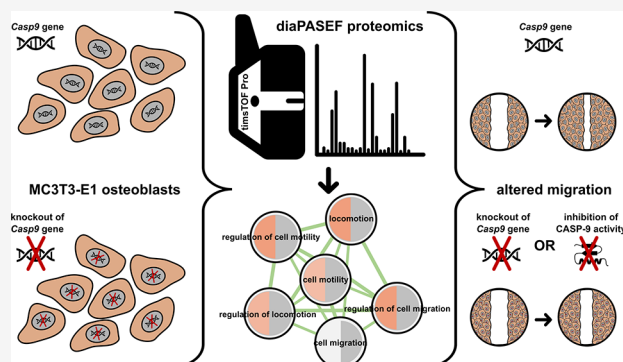 Casp9 gene
MC3T3-E1 osteoblasts
knockout of
Casp9 gene
diaPASEF proteomics
timsTOF Pro
locomotion
regulation of cell motility
cell motility
regulation of locomotion
regulation of cell migration
cell migration
Casp9 gene
altered migration
knockout of
Casp9 gene
OR
inhibition of
CASP-9 activity